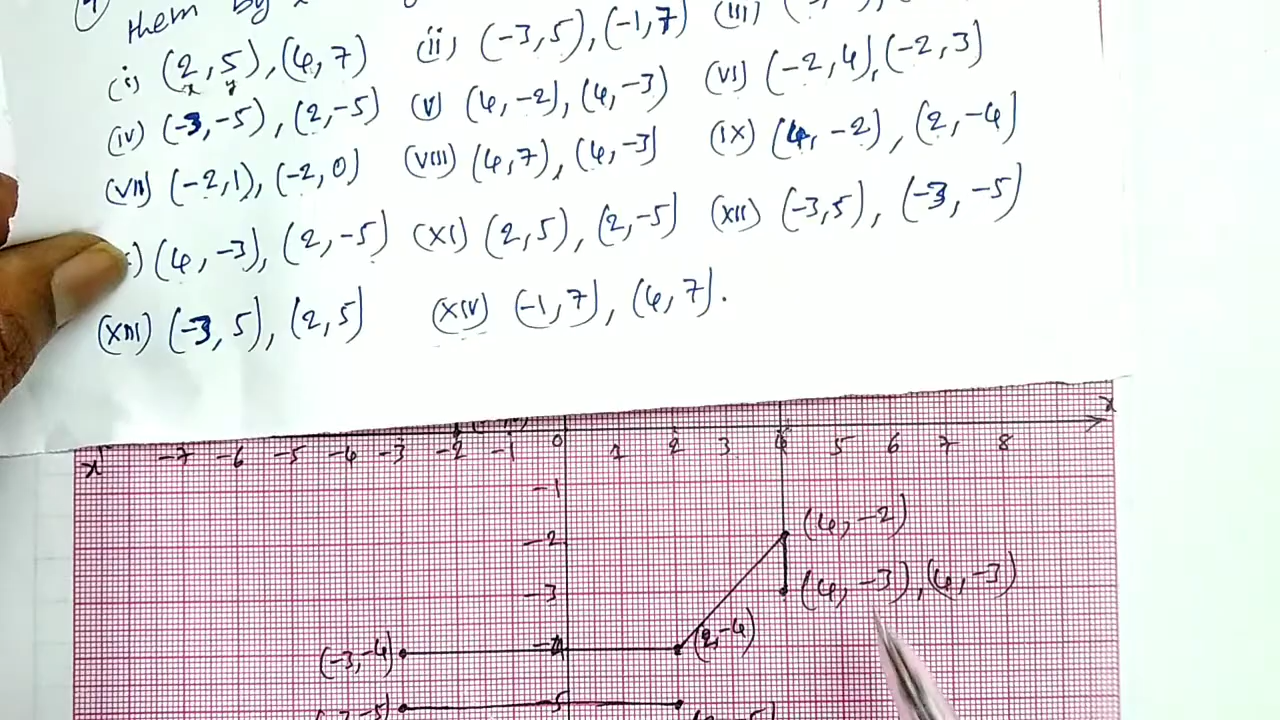 them by
(i) (2,5), (4,7) (ii) (-3,5), (-1,7) (iii)
x y
(iv) (-3,-5), (2,-5) (v) (4,-2), (4,-3) (vi) (-2,4), (-2,3)
(vii) (-2,1), (-2,0) (viii) (4,7), (4,-3) (ix) (4,-2), (2,-4)
(4,-3), (2,-5) (xi) (2,5), (2,-5) (xii) (-3,5), (-3,-5)
(xiii) (-3,5), (2,5) (xiv) (-1,7), (4,7).
x
x' -7 -6 -5 -4 -3 -2 -1 0 1 2 3 4 5 6 7 8
-1
(4,-2)
-2
-3 (4,-3), (4,-3)
(-3,-4) -4 (2,-4)
-5